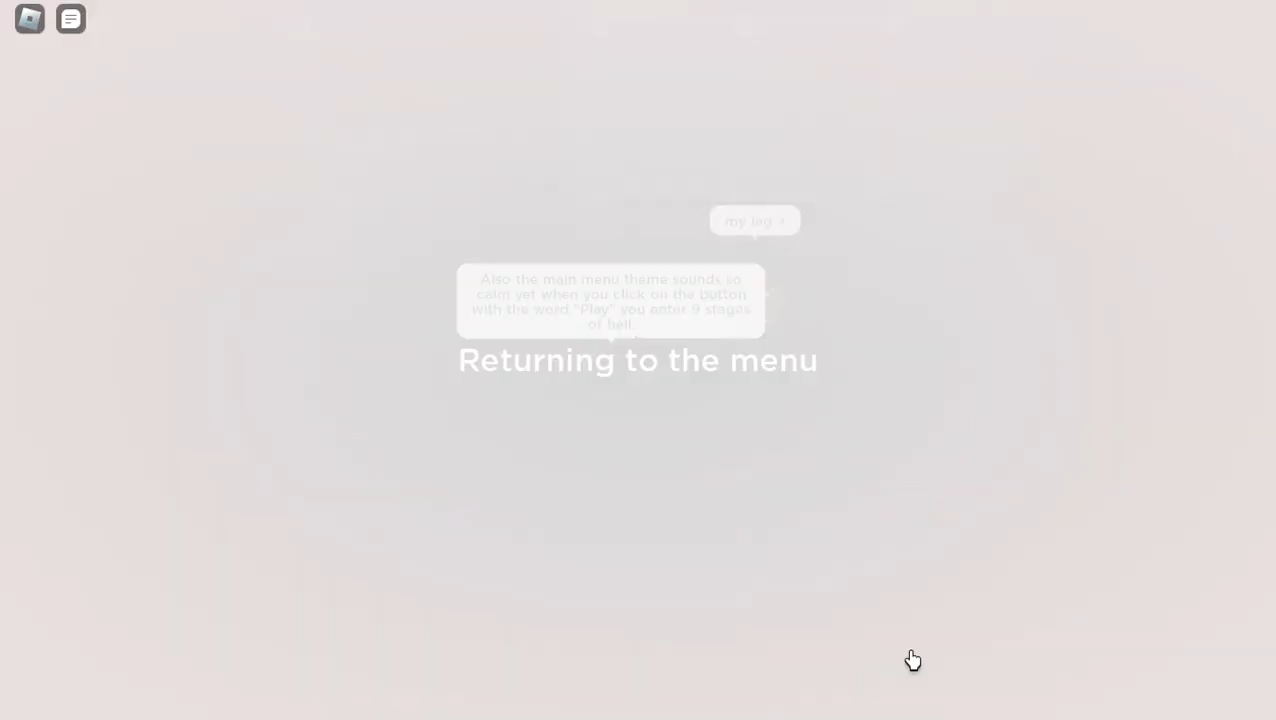 my leg
Also the main menu theme sounds so
calm yet when you click on the button
with the word "Play" you enter 9 stages
of hell.
Returning to the menu